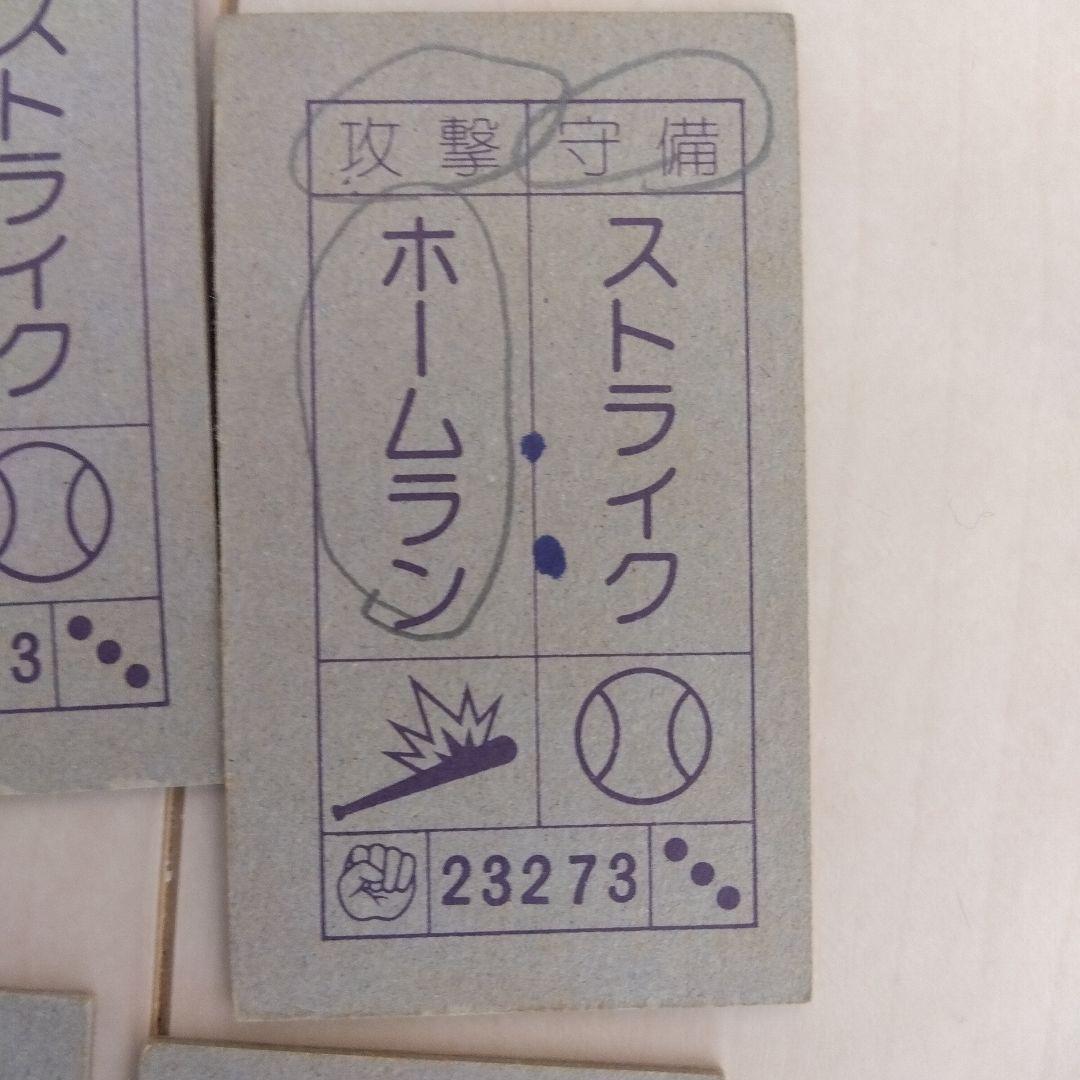 ストライク
3
攻撃 守備
ホームラン
ストライク
23273